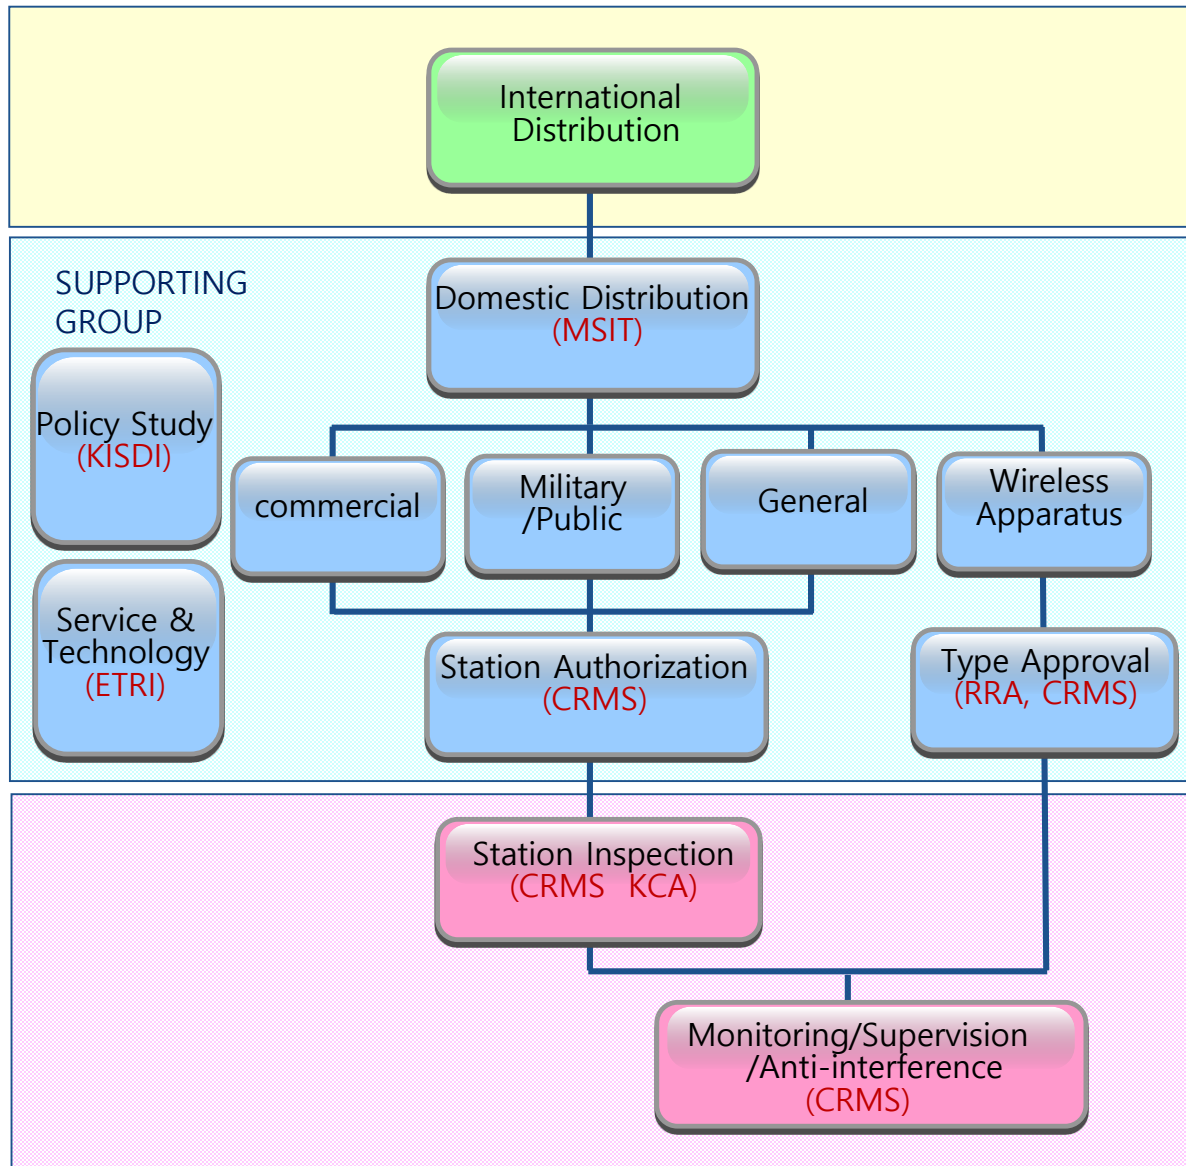 International
Distribution
SUPPORTING
GROUP
Domestic Distribution
(MSIT)
Policy Study
(KISDI)
commercial
Military
/Public
General
Wireless
Apparatus
Service &
Technology
(ETRI)
Station Authorization
(CRMS)
Type Approval
(RRA, CRMS)
Station Inspection
(CRMS  KCA)
Monitoring/Supervision
/Anti-interference
(CRMS)